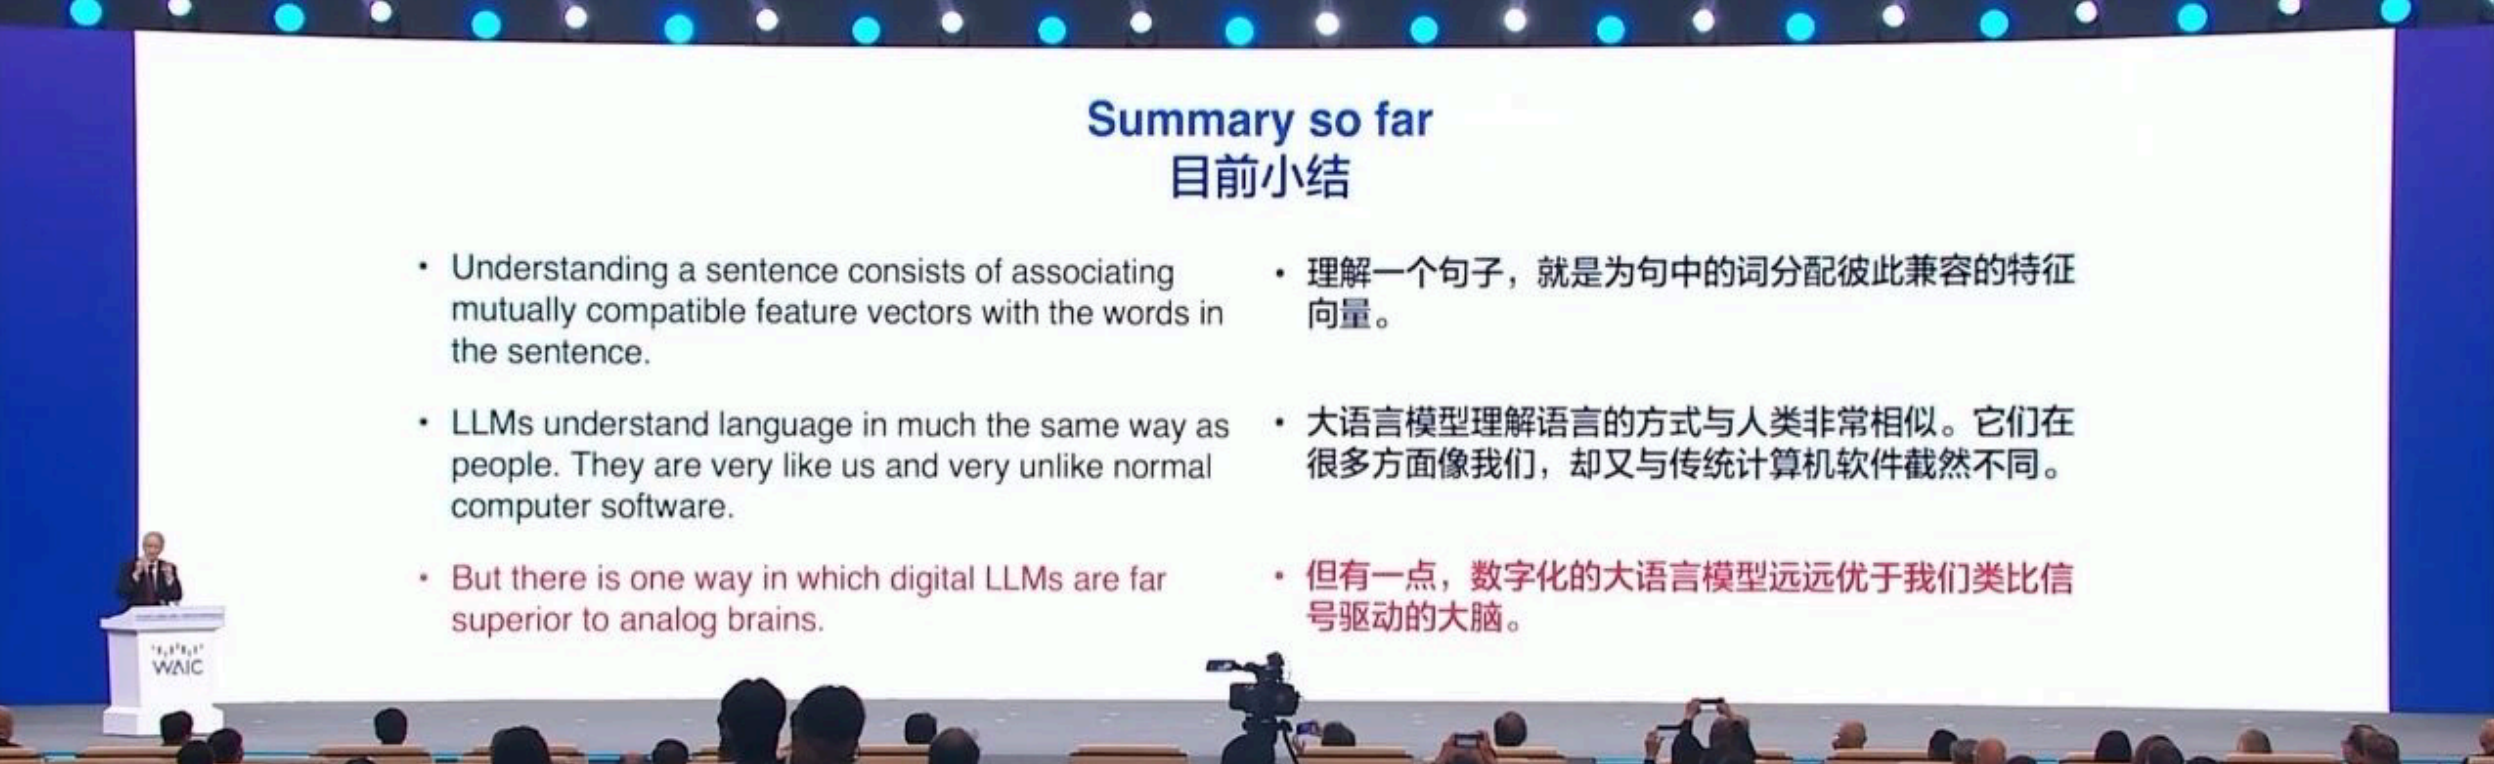 Summary so far
目前小结
• Understanding a sentence consists of associating
mutually compatible feature vectors with the words in
the sentence.
• LLMs understand language in much the same way as
people. They are very like us and very unlike normal
computer software.
• But there is one way in which digital LLMs are far
superior to analog brains.
• 理解一个句子，就是为句中的词分配彼此兼容的特征
向量。
• 大语言模型理解语言的方式与人类非常相似。它们在
很多方面像我们，却又与传统计算机软件截然不同。
• 但有一点，数字化的大语言模型远远优于我们类比信
号驱动的大脑。
WAIC